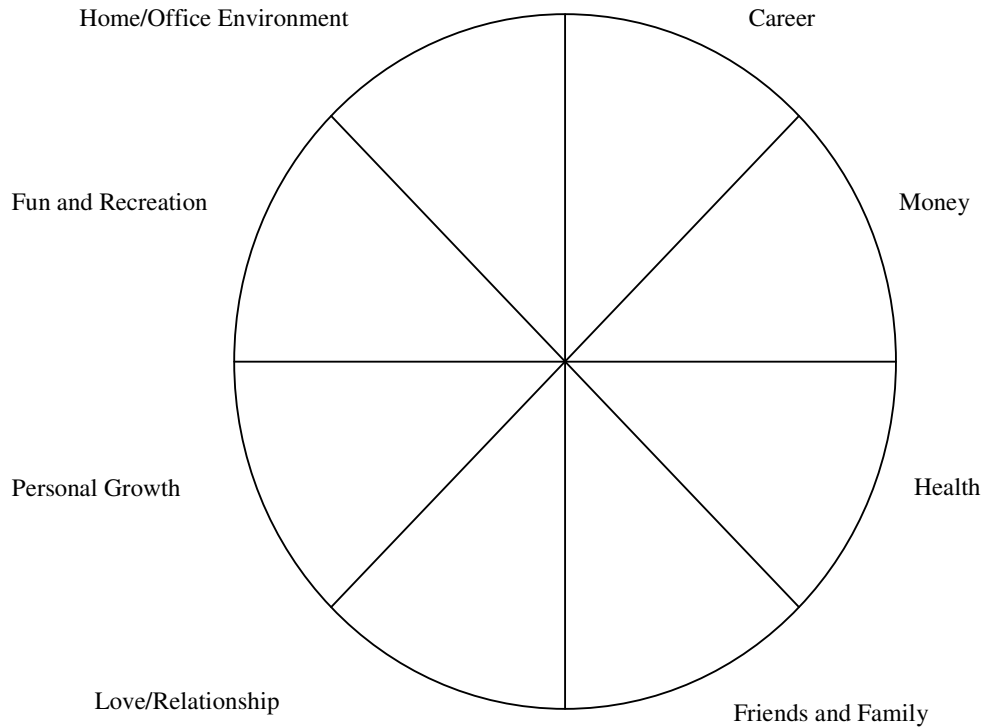 Home/Office Environment
Career
Fun and Recreation
Money
Personal Growth
Health
Love/Relationship
Friends and Family